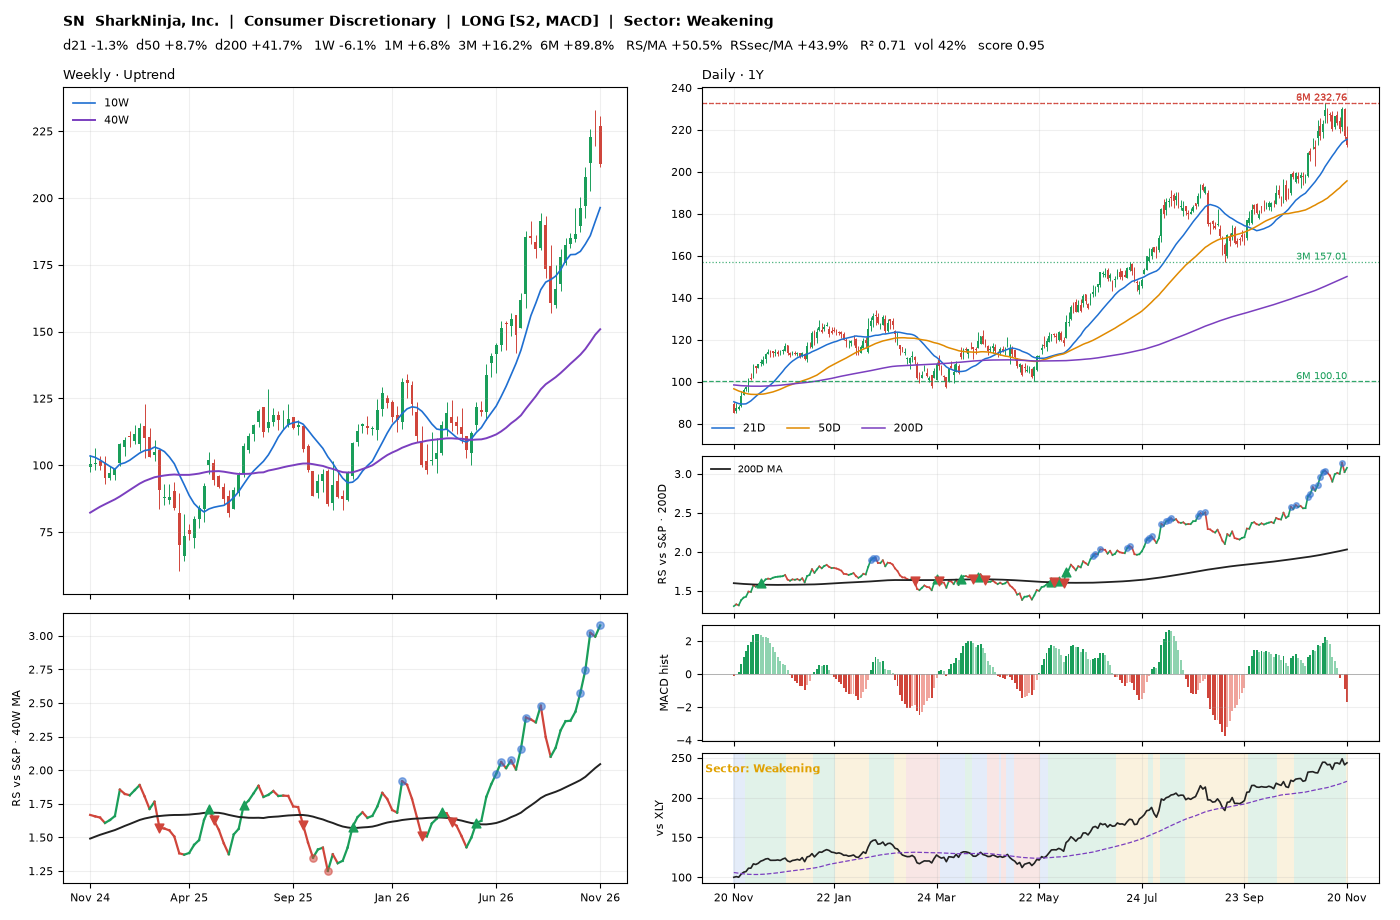 SN  SharkNinja, Inc.  |  Consumer Discretionary  |  LONG [S2, MACD]  |  Sector: Weakening
d21 -1.3%  d50 +8.7%  d200 +41.7%   1W -6.1%  1M +6.8%  3M +16.2%  6M +89.8%   RS/MA +50.5%  RSsec/MA +43.9%   R² 0.71  vol 42%   score 0.95
Weekly · Uptrend
10W
40W
225
200
175
150
125
100
75
RS vs S&P · 40W MA
3.00
2.75
2.50
2.25
2.00
1.75
1.50
1.25
Nov 24
Apr 25
Sep 25
Jan 26
Jun 26
Nov 26
Daily · 1Y
240
220
200
180
160
140
120
100
80
6M 232.76
3M 157.01
6M 100.10
21D
50D
200D
200D MA
RS vs S&P · 200D
3.0
2.5
2.0
1.5
MACD hist
2
0
−2
−4
Sector: Weakening
vs XLY
250
200
150
100
20 Nov
22 Jan
24 Mar
22 May
24 Jul
23 Sep
20 Nov